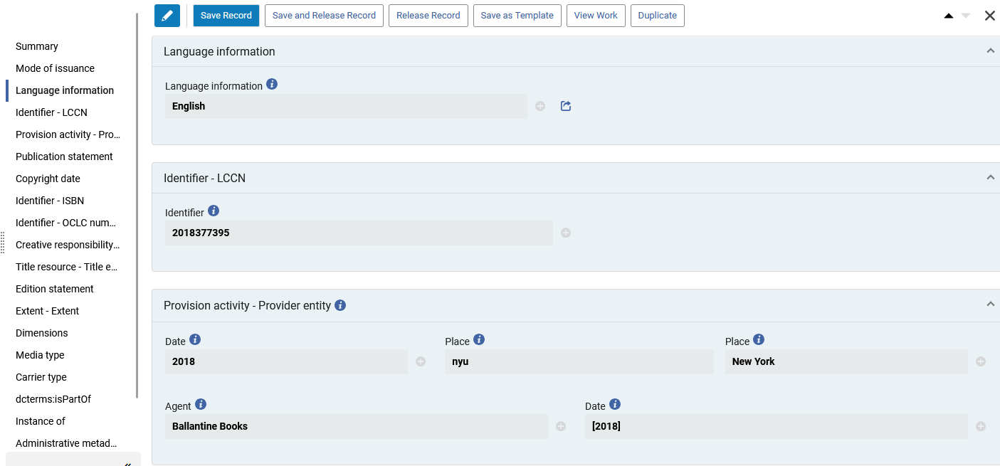 Save Record
Save and Release Record
Release Record
Save as Template
View Work
Duplicate
Summary
Mode of issuance
Language information
Identifier - LCCN
Provision activity - Pro...
Publication statement
Copyright date
Identifier - ISBN
Identifier - OCLC num...
Creative responsibility...
Title resource - Title e...
Edition statement
Extent - Extent
Dimensions
Media type
Carrier type
dcterms:isPartOf
Instance of
Administrative metad...
Language information
Language information
English
Identifier - LCCN
Identifier
2018377395
Provision activity - Provider entity
Date
2018
Place
nyu
Place
New York
Agent
Ballantine Books
Date
[2018]